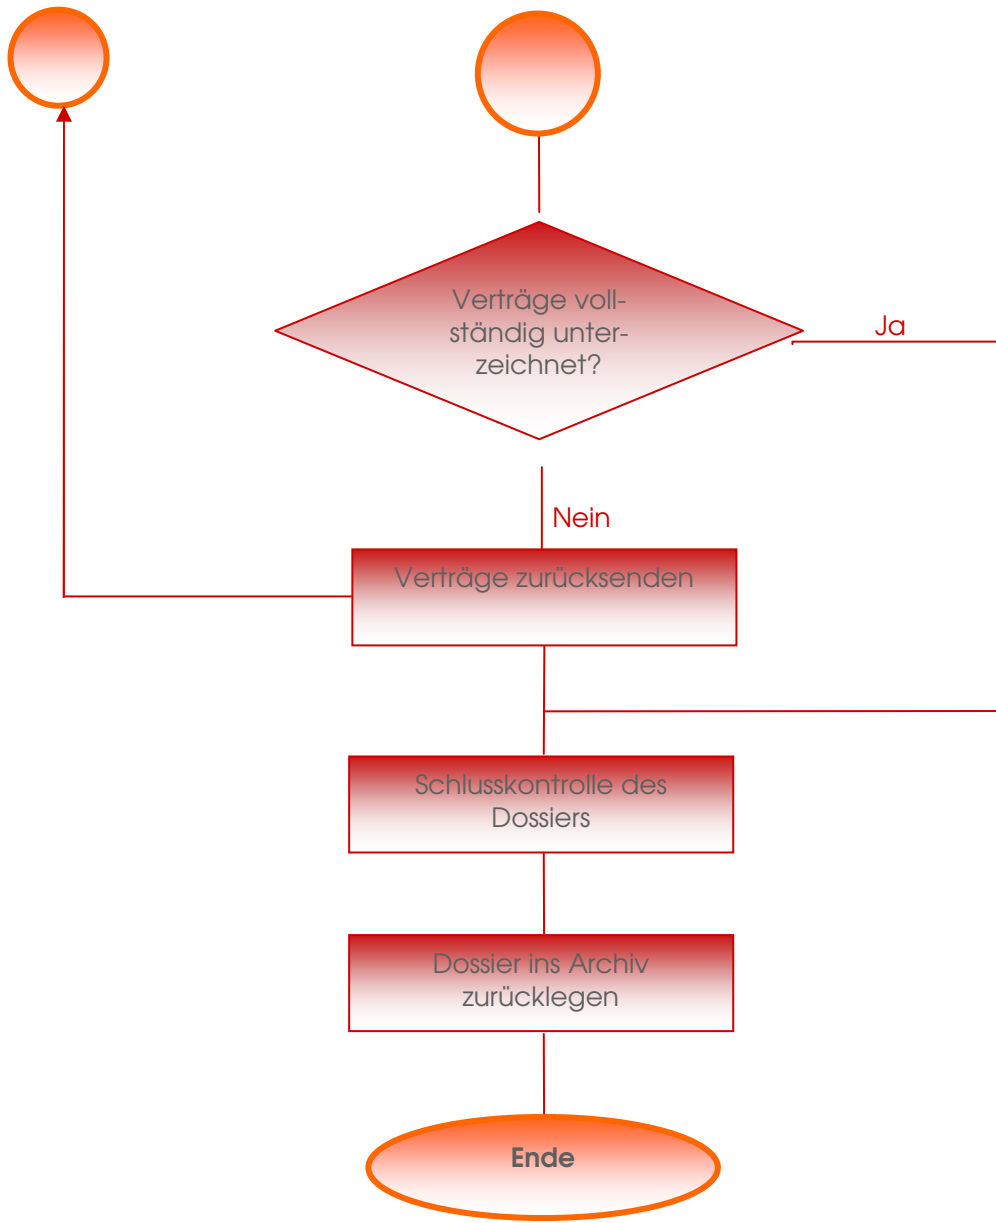 Verträge voll-
ständig unter-
zeichnet?
Ja
Nein
Verträge zurücksenden
Schlusskontrolle des
Dossiers
Dossier ins Archiv
zurücklegen
Ende